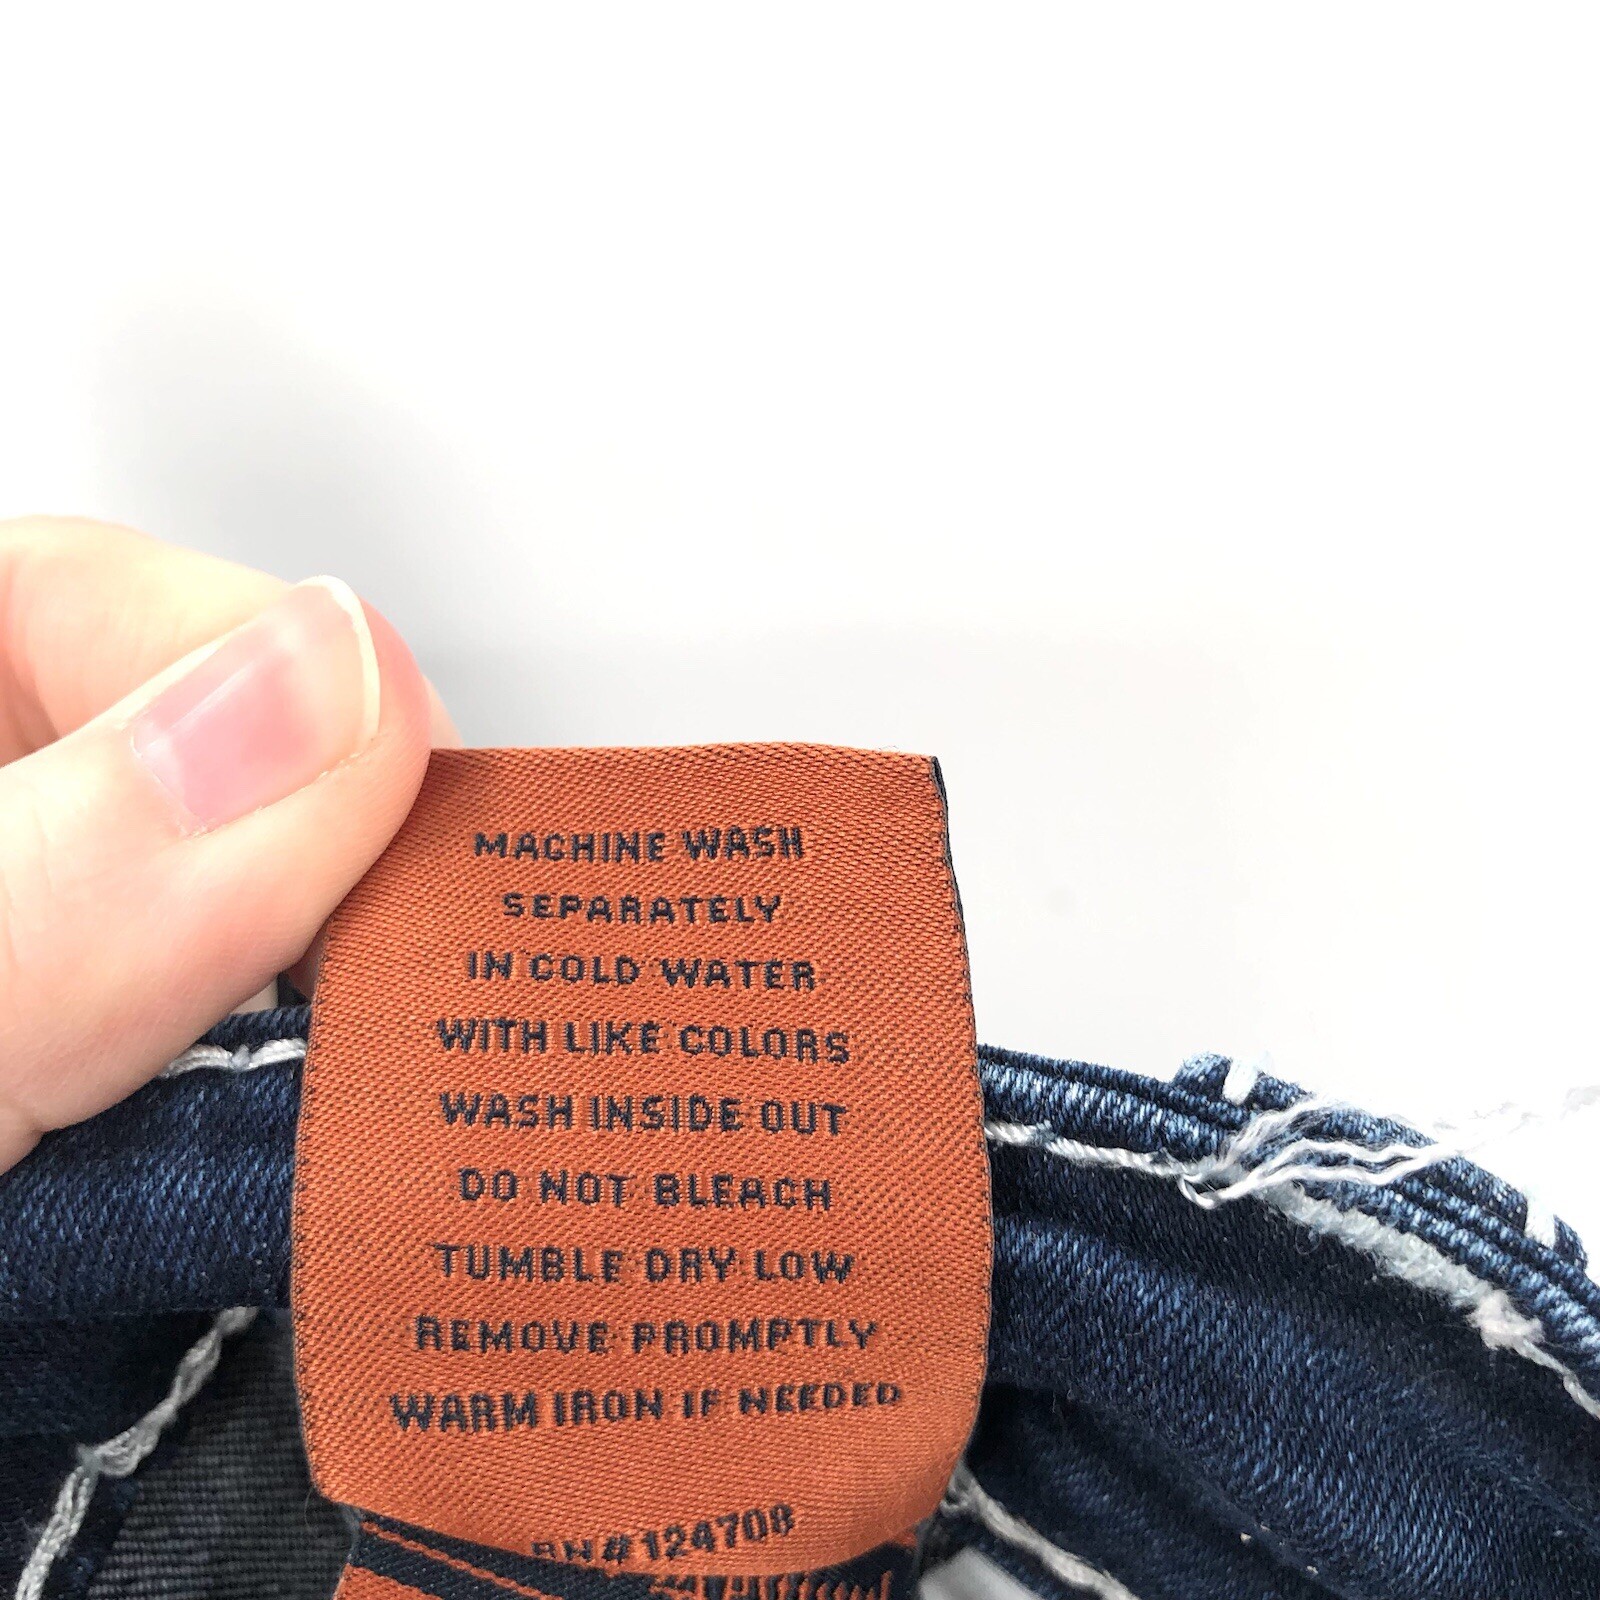 MACHINE WASH
SEPARATELY
IN COLD WATER
WITH LIKE COLORS
WASH INSIDE OUT
DO NOT BLEACH
TUMBLE DRY LOW
REMOVE PROMPTLY
WARM IRON IF NEEDED
RN# 124708